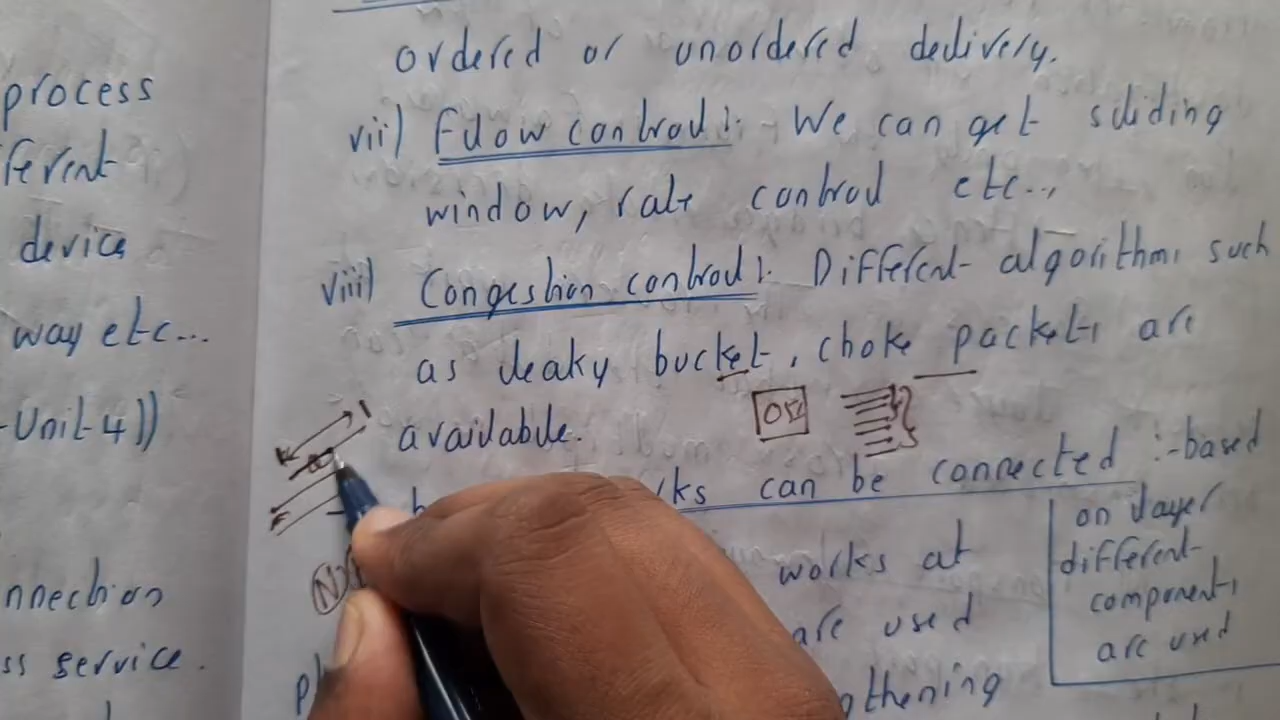 process
ferent
device
way etc...
-Unit-4))
nnection
ss service.
ordered or unordered delivery.
vii) Flow control :- We can get sliding
window, rate control etc...
viii) Congestion control :- Different algorithms such
as leaky bucket, choke packets are
available.
OSI
can be connected :- based
on layer
different
components
are used
works at
are used